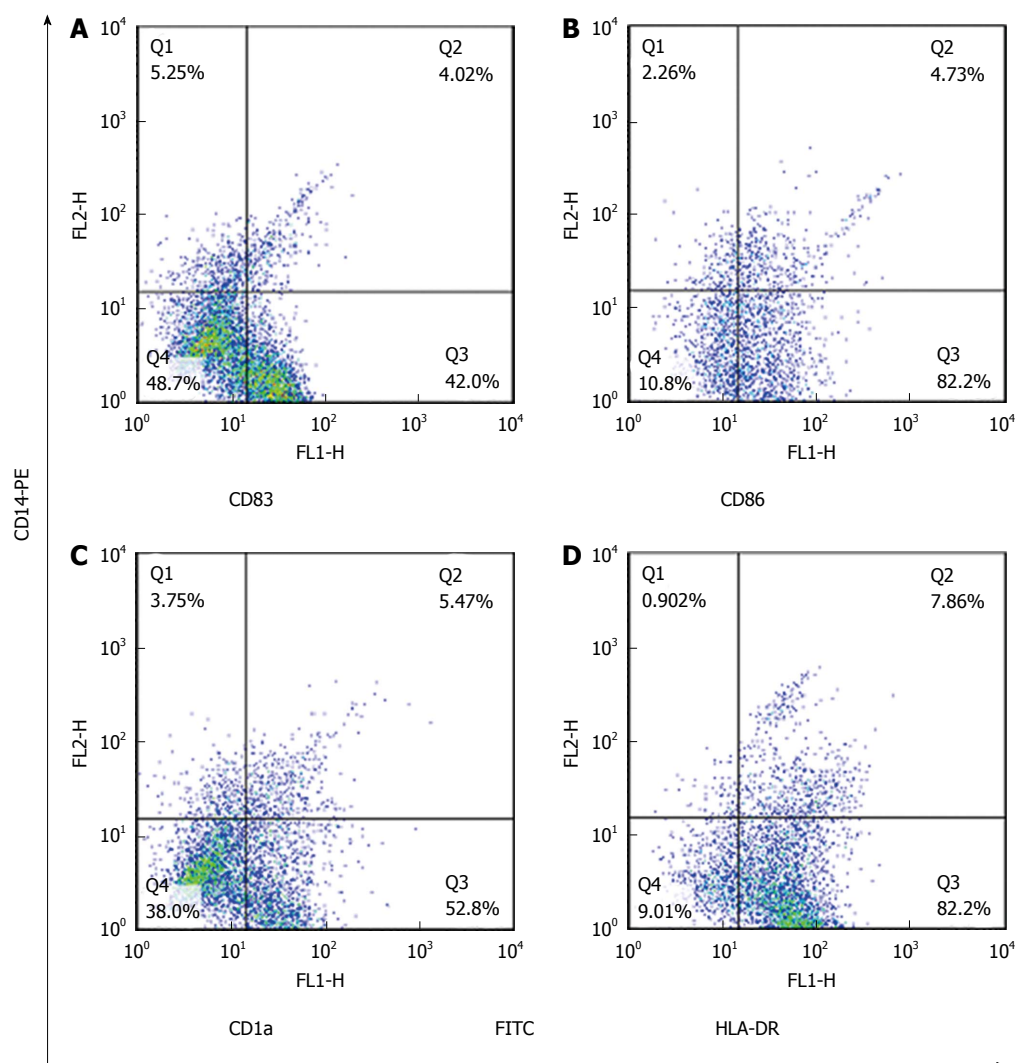 A
10⁴
Q1
5.25%
Q2
4.02%
10³
FL2-H
10²
10¹
Q4
48.7%
Q3
42.0%
10⁰
10⁰ 10¹ 10² 10³ 10⁴
FL1-H
CD83
B
10⁴
Q1
2.26%
Q2
4.73%
10³
FL2-H
10²
10¹
Q4
10.8%
Q3
82.2%
10⁰
10⁰ 10¹ 10² 10³ 10⁴
FL1-H
CD86
CD14-PE
C
10⁴
Q1
3.75%
Q2
5.47%
10³
FL2-H
10²
10¹
Q4
38.0%
Q3
52.8%
10⁰
10⁰ 10¹ 10² 10³ 10⁴
FL1-H
CD1a
D
10⁴
Q1
0.902%
Q2
7.86%
10³
FL2-H
10²
10¹
Q4
9.01%
Q3
82.2%
10⁰
10⁰ 10¹ 10² 10³ 10⁴
FL1-H
HLA-DR
FITC